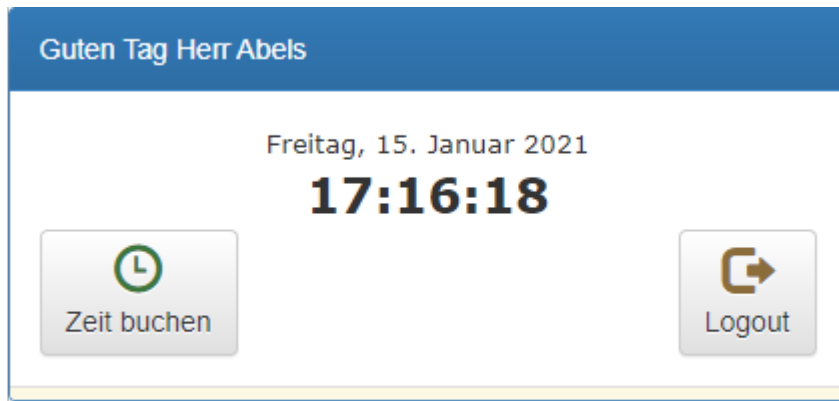 Guten Tag Herr Abels
Freitag, 15. Januar 2021
17:16:18
Zeit buchen
Logout